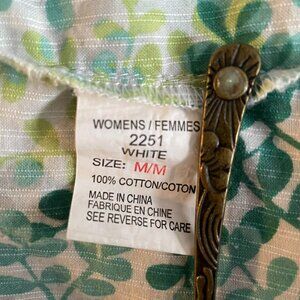 WOMENS / FEMMES
2251
WHITE
SIZE: M/M
100% COTTON/COTON
MADE IN CHINA
FABRIQUE EN CHINE
SEE REVERSE FOR CARE